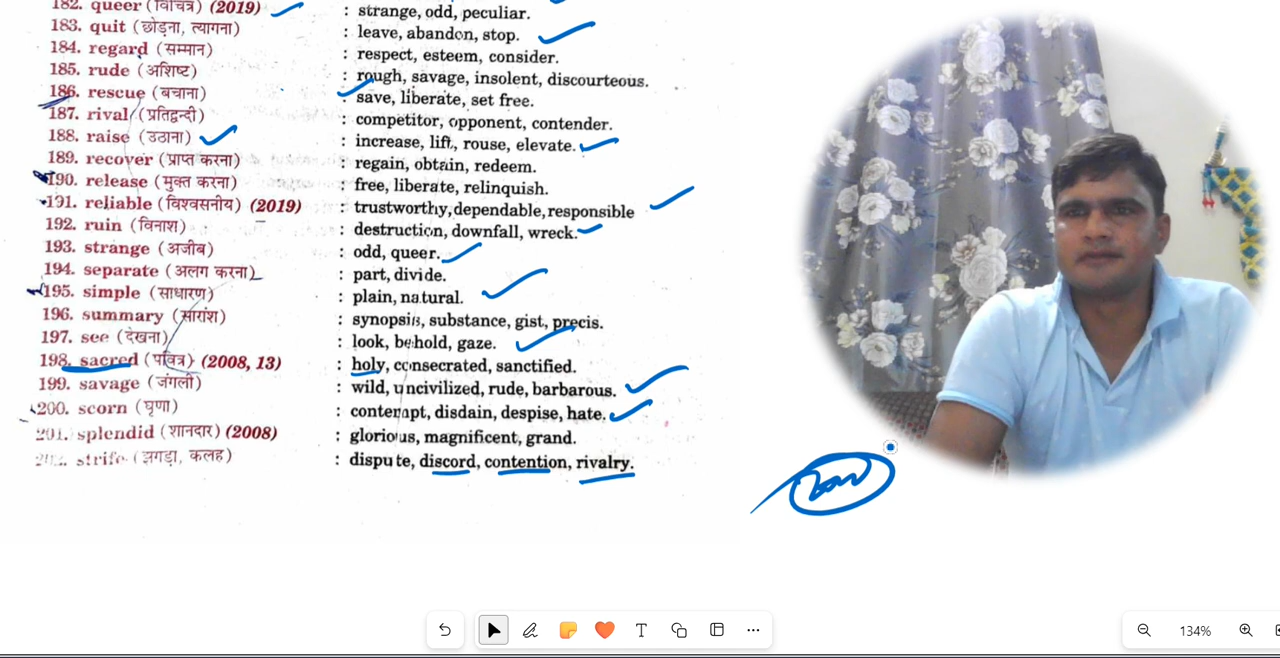 182. queer (विचित्र) (2019) : strange, odd, peculiar.
183. quit (छोड़ना, त्यागना) : leave, abandon, stop.
184. regard (सम्मान) : respect, esteem, consider.
185. rude (अशिष्ट) : rough, savage, insolent, discourteous.
186. rescue (बचाना) : save, liberate, set free.
187. rival (प्रतिद्वन्दी) : competitor, opponent, contender.
188. raise (उठाना) : increase, lift, rouse, elevate.
189. recover (प्राप्त करना) : regain, obtain, redeem.
190. release (मुक्त करना) : free, liberate, relinquish.
191. reliable (विश्वसनीय) (2019) : trustworthy, dependable, responsible
192. ruin (विनाश) : destruction, downfall, wreck.
193. strange (अजीब) : odd, queer.
194. separate (अलग करना) : part, divide.
195. simple (साधारण) : plain, natural.
196. summary (सारांश) : synopsis, substance, gist, precis.
197. see (देखना) : look, behold, gaze.
198. sacred (पवित्र) (2008, 13) : holy, consecrated, sanctified.
199. savage (जंगली) : wild, uncivilized, rude, barbarous.
200. scorn (घृणा) : contempt, disdain, despise, hate.
201. splendid (शानदार) (2008) : glorious, magnificent, grand.
202. strife (झगड़ा, कलह) : dispute, discord, contention, rivalry.
134%